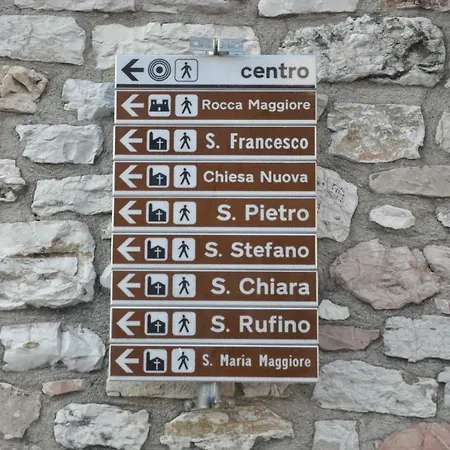 centro
Rocca Maggiore
S. Francesco
Chiesa Nuova
S. Pietro
S. Stefano
S. Chiara
S. Rufino
S. Maria Maggiore